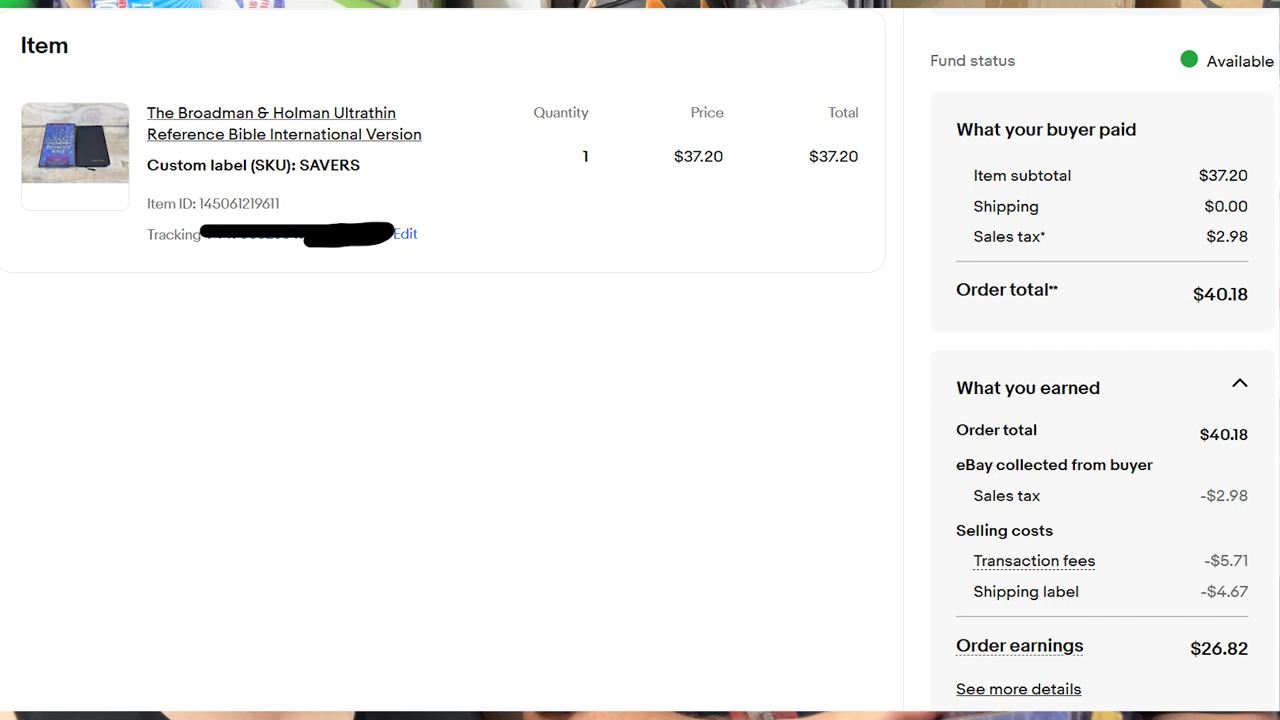 Item
Quantity
Price
Total
The Broadman & Holman Ultrathin
Reference Bible International Version
1
$37.20
$37.20
Custom label (SKU): SAVERS
Item ID: 145061219611
Tracking
Edit
Fund status
Available
What your buyer paid
Item subtotal $37.20
Shipping $0.00
Sales tax* $2.98
Order total** $40.18
What you earned
Order total $40.18
eBay collected from buyer
Sales tax -$2.98
Selling costs
Transaction fees -$5.71
Shipping label -$4.67
Order earnings $26.82
See more details